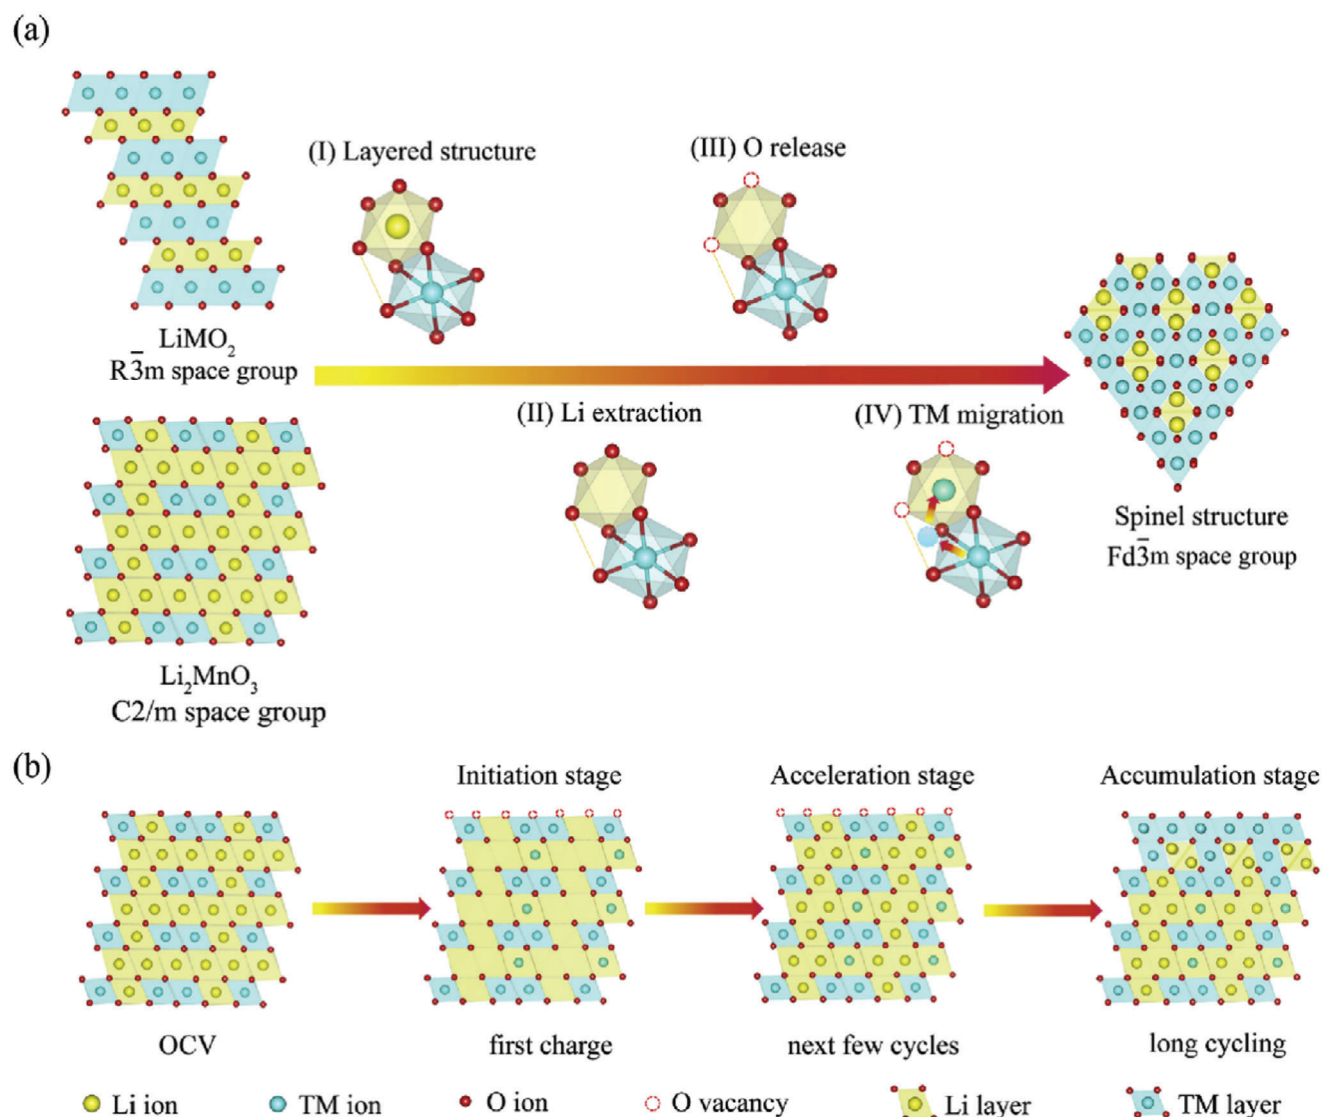 (a)
(I) Layered structure
(III) O release
LiMO₂
R3̅m space group
(II) Li extraction
(IV) TM migration
Spinel structure
Fd3̅m space group
Li₂MnO₃
C2/m space group
(b)
Initiation stage
Acceleration stage
Accumulation stage
OCV
first charge
next few cycles
long cycling
Li ion
TM ion
O ion
O vacancy
Li layer
TM layer